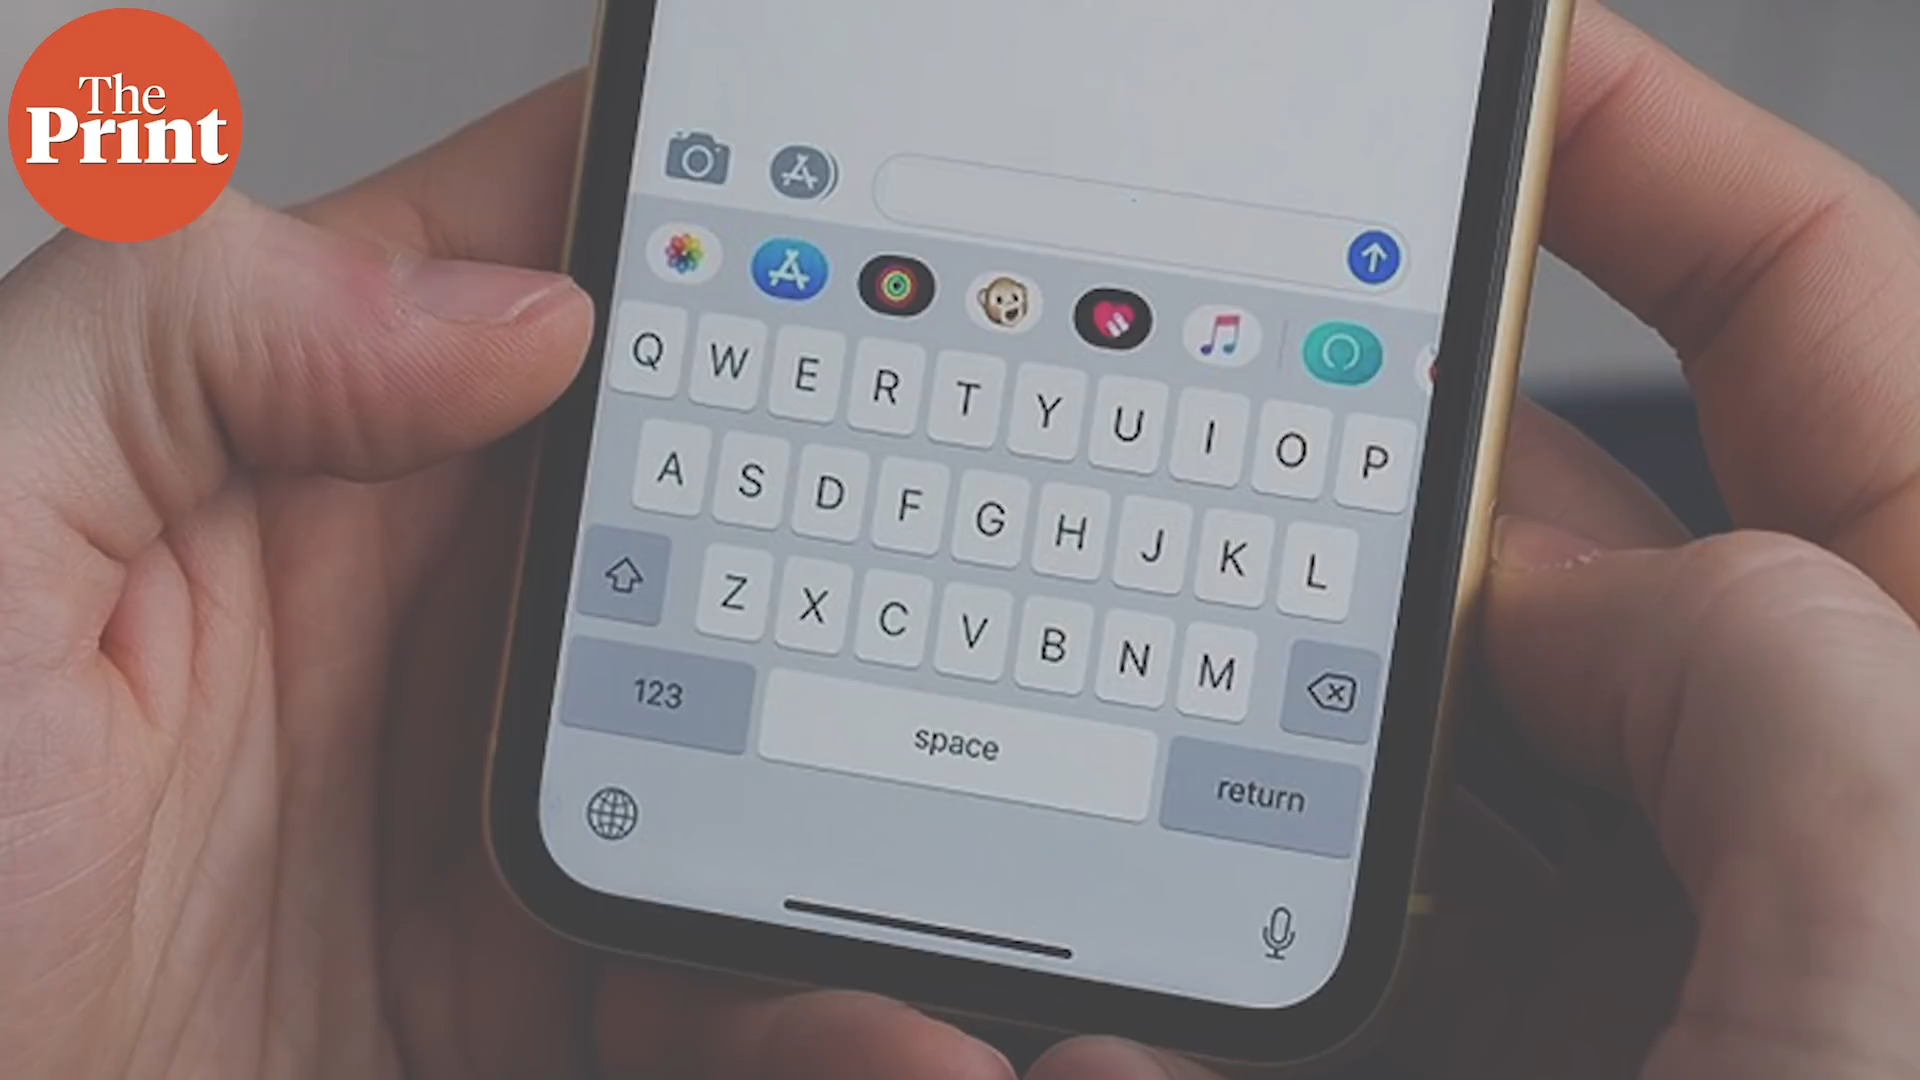 The
Print
Q W E R T Y U I O P
A S D F G H J K L
Z X C V B N M
123 space return